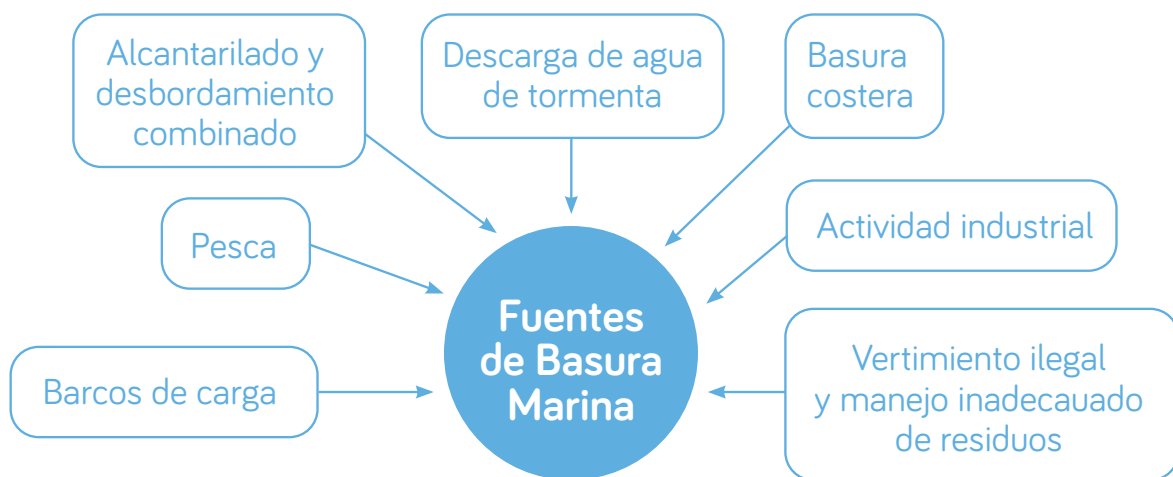 Alcantarilado y
desbordamiento
combinado
Descarga de agua
de tormenta
Basura
costera
Pesca
Actividad industrial
Fuentes
de Basura
Marina
Barcos de carga
Vertimiento ilegal
y manejo inadecauado
de residuos